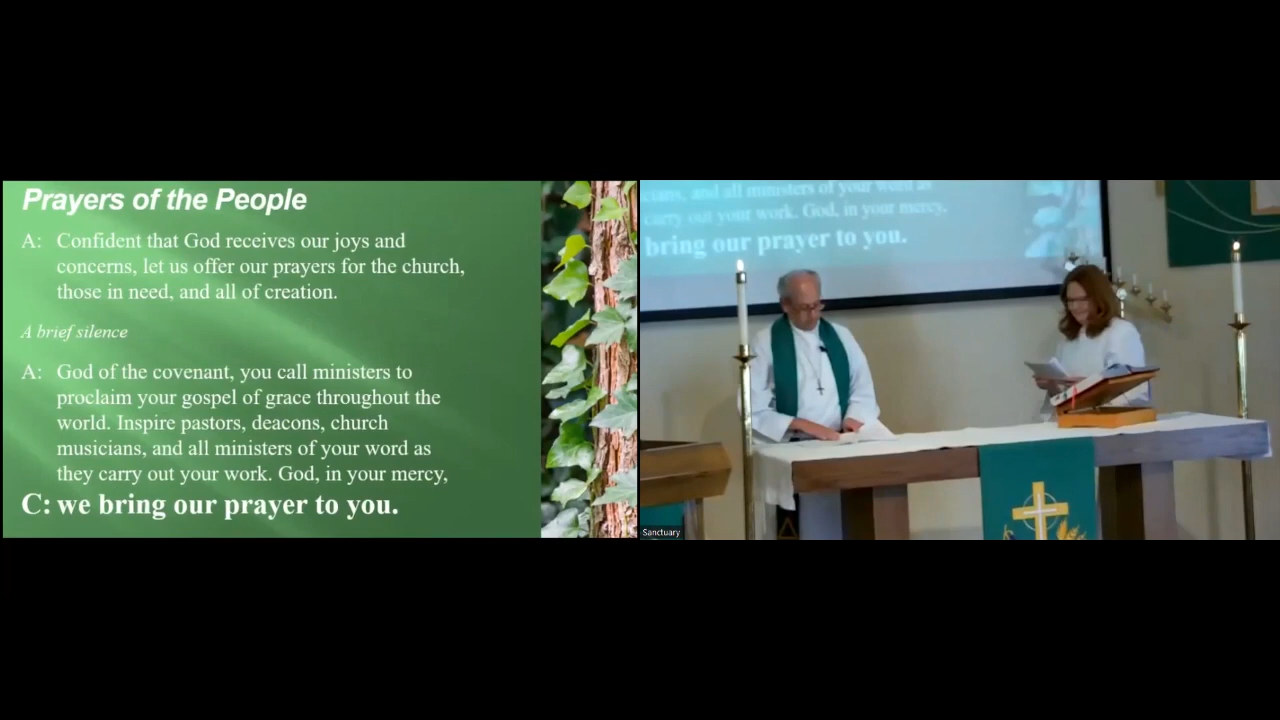 Prayers of the People
A: Confident that God receives our joys and
concerns, let us offer our prayers for the church,
those in need, and all of creation.
A brief silence
A: God of the covenant, you call ministers to
proclaim your gospel of grace throughout the
world. Inspire pastors, deacons, church
musicians, and all ministers of your word as
they carry out your work. God, in your mercy,
C: we bring our prayer to you.
and all ministers of your word as
carry out your work. God, in your mercy,
bring our prayer to you.
Sanctuary